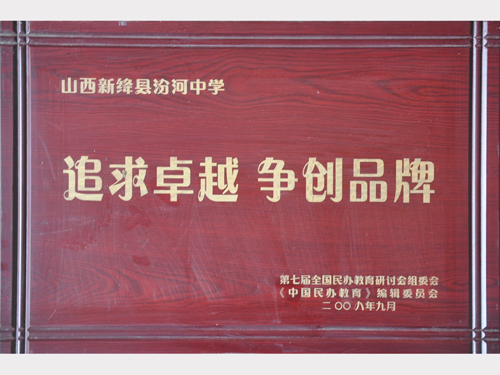 山西新绛县汾河中学
追求卓越 争创品牌
第七届全国民办教育研讨会组委会
《中国民办教育》编辑委员会
二〇〇八年九月